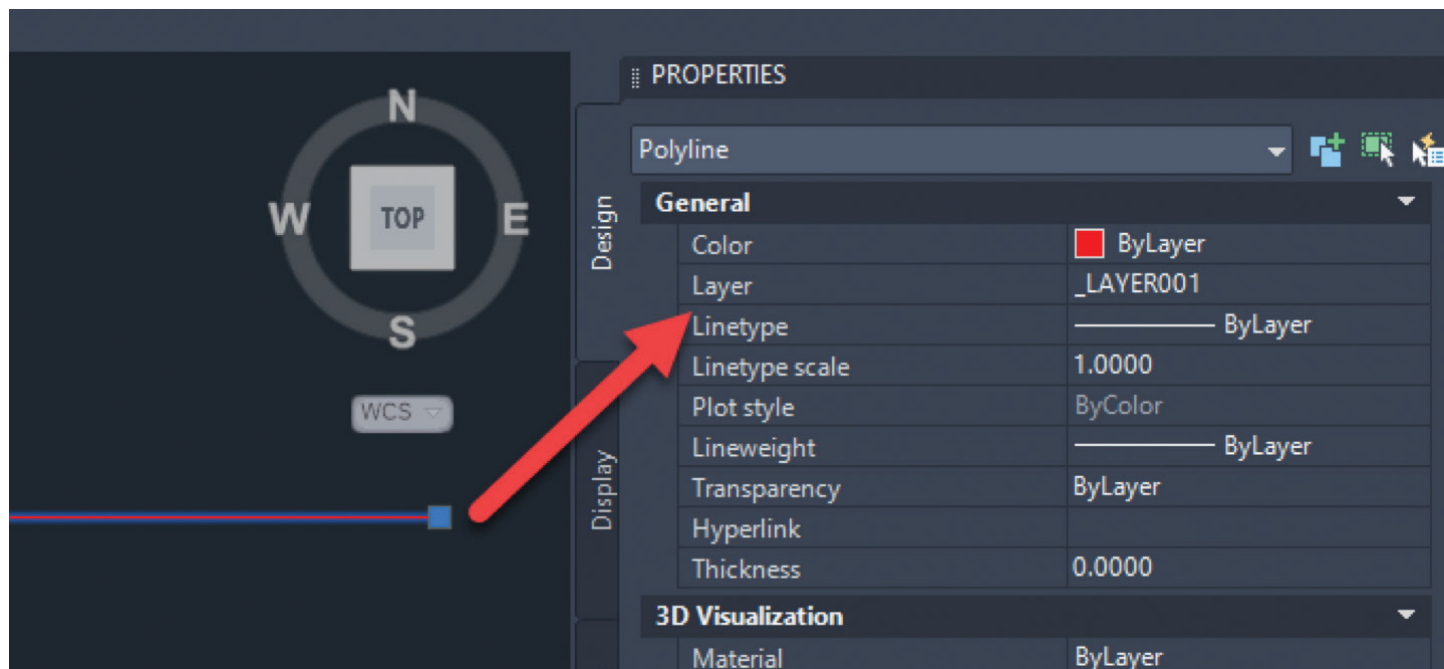 PROPERTIES
N
W
TOP
E
S
WCS
Design
Display
Polyline
General
Color ByLayer
Layer _LAYER001
Linetype ByLayer
Linetype scale 1.0000
Plot style ByColor
Lineweight ByLayer
Transparency ByLayer
Hyperlink
Thickness 0.0000
3D Visualization
Material ByLayer